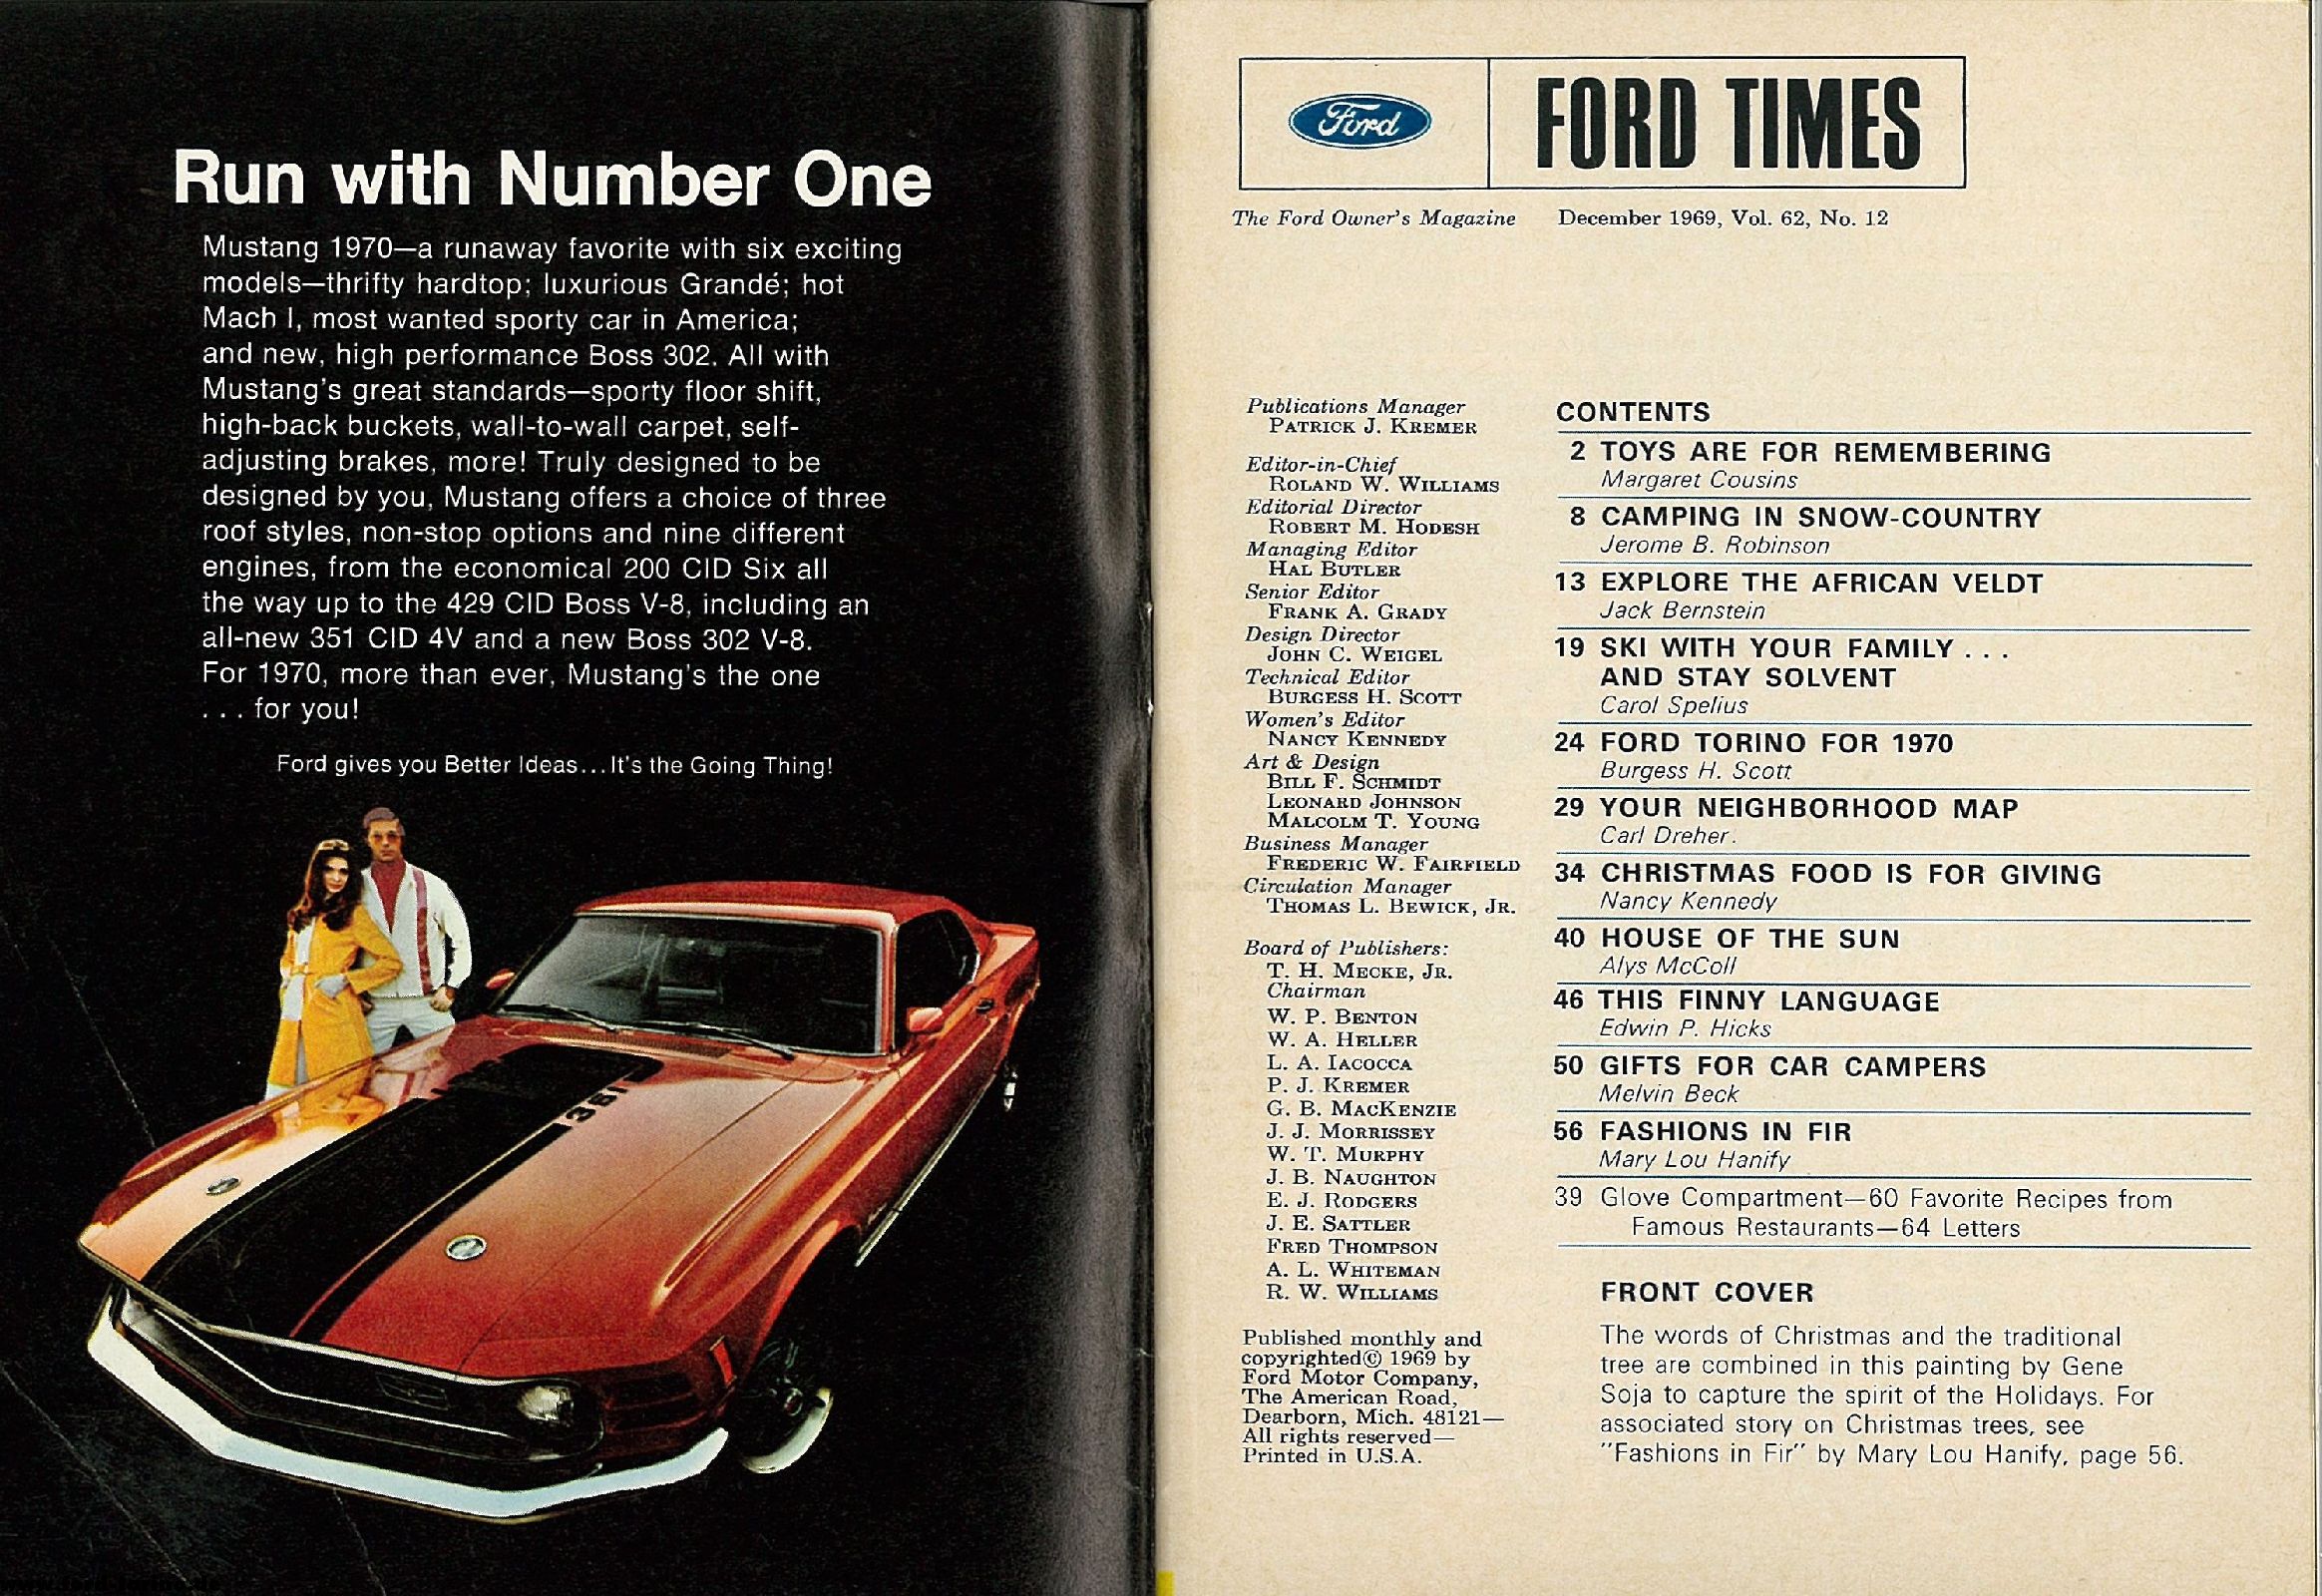 Run with Number One
Mustang 1970—a runaway favorite with six exciting
models—thrifty hardtop; luxurious Grandé; hot
Mach I, most wanted sporty car in America;
and new, high performance Boss 302. All with
Mustang's great standards—sporty floor shift,
high-back buckets, wall-to-wall carpet, self-
adjusting brakes, more! Truly designed to be
designed by you, Mustang offers a choice of three
roof styles, non-stop options and nine different
engines, from the economical 200 CID Six all
the way up to the 429 CID Boss V-8, including an
all-new 351 CID 4V and a new Boss 302 V-8.
For 1970, more than ever, Mustang's the one
. . . for you!
Ford gives you Better Ideas...It's the Going Thing!
351
Ford
FORD TIMES
The Ford Owner's Magazine December 1969, Vol. 62, No. 12
Publications Manager
PATRICK J. KREMER
Editor-in-Chief
ROLAND W. WILLIAMS
Editorial Director
ROBERT M. HODESH
Managing Editor
HAL BUTLER
Senior Editor
FRANK A. GRADY
Design Director
JOHN C. WEIGEL
Technical Editor
BURGESS H. SCOTT
Women's Editor
NANCY KENNEDY
Art & Design
BILL F. SCHMIDT
LEONARD JOHNSON
MALCOLM T. YOUNG
Business Manager
FREDERIC W. FAIRFIELD
Circulation Manager
THOMAS L. BEWICK, JR.
Board of Publishers:
T. H. MECKE, JR.
Chairman
W. P. BENTON
W. A. HELLER
L. A. IACOCCA
P. J. KREMER
G. B. MACKENZIE
J. J. MORRISSEY
W. T. MURPHY
J. B. NAUGHTON
E. J. RODGERS
J. E. SATTLER
FRED THOMPSON
A. L. WHITEMAN
R. W. WILLIAMS
Published monthly and
copyrighted© 1969 by
Ford Motor Company,
The American Road,
Dearborn, Mich. 48121—
All rights reserved—
Printed in U.S.A.
CONTENTS
2 TOYS ARE FOR REMEMBERING
Margaret Cousins
8 CAMPING IN SNOW-COUNTRY
Jerome B. Robinson
13 EXPLORE THE AFRICAN VELDT
Jack Bernstein
19 SKI WITH YOUR FAMILY . . .
AND STAY SOLVENT
Carol Spelius
24 FORD TORINO FOR 1970
Burgess H. Scott
29 YOUR NEIGHBORHOOD MAP
Carl Dreher.
34 CHRISTMAS FOOD IS FOR GIVING
Nancy Kennedy
40 HOUSE OF THE SUN
Alys McColl
46 THIS FINNY LANGUAGE
Edwin P. Hicks
50 GIFTS FOR CAR CAMPERS
Melvin Beck
56 FASHIONS IN FIR
Mary Lou Hanify
39 Glove Compartment—60 Favorite Recipes from
Famous Restaurants—64 Letters
FRONT COVER
The words of Christmas and the traditional
tree are combined in this painting by Gene
Soja to capture the spirit of the Holidays. For
associated story on Christmas trees, see
"Fashions in Fir" by Mary Lou Hanify, page 56.